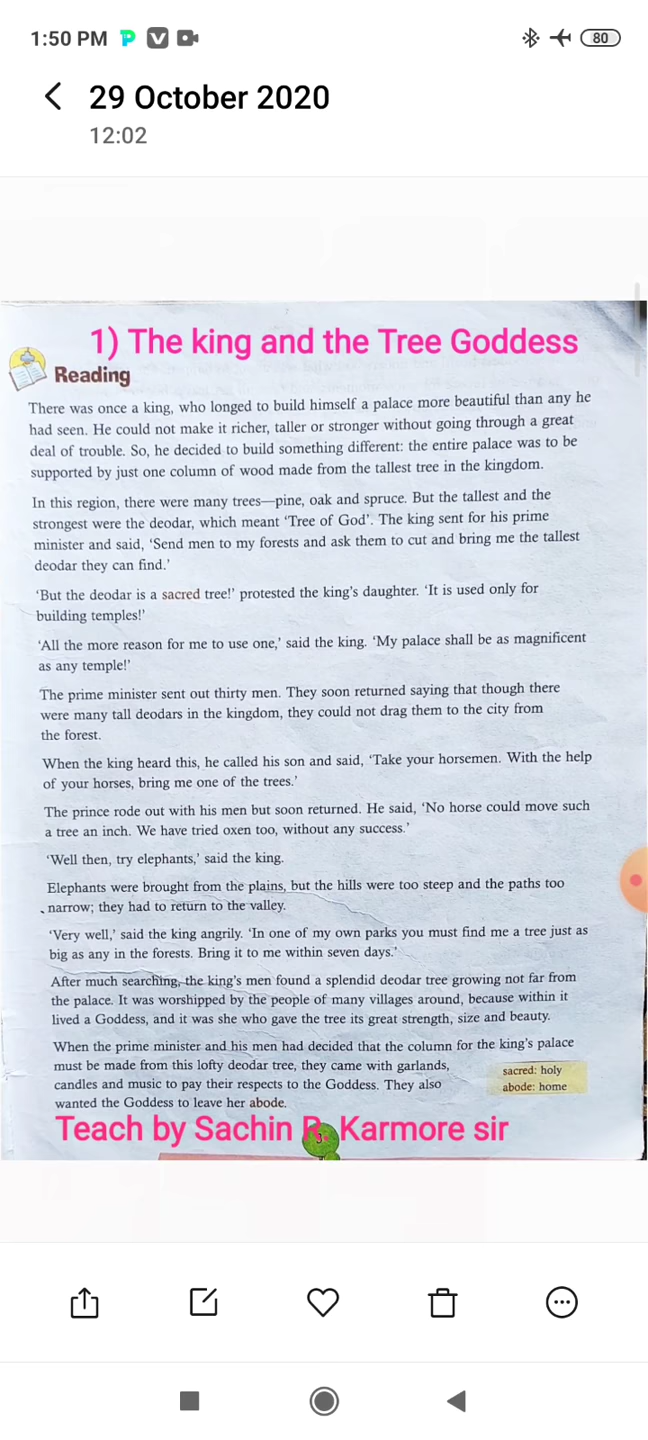 1:50 PM
80
29 October 2020
12:02
1) The king and the Tree Goddess
Reading
There was once a king, who longed to build himself a palace more beautiful than any he
had seen. He could not make it richer, taller or stronger without going through a great
deal of trouble. So, he decided to build something different: the entire palace was to be
supported by just one column of wood made from the tallest tree in the kingdom.
In this region, there were many trees—pine, oak and spruce. But the tallest and the
strongest were the deodar, which meant ‘Tree of God’. The king sent for his prime
minister and said, ‘Send men to my forests and ask them to cut and bring me the tallest
deodar they can find.’
‘But the deodar is a sacred tree!’ protested the king's daughter. ‘It is used only for
building temples!’
‘All the more reason for me to use one,’ said the king. ‘My palace shall be as magnificent
as any temple!’
The prime minister sent out thirty men. They soon returned saying that though there
were many tall deodars in the kingdom, they could not drag them to the city from
the forest.
When the king heard this, he called his son and said, ‘Take your horsemen. With the help
of your horses, bring me one of the trees.’
The prince rode out with his men but soon returned. He said, ‘No horse could move such
a tree an inch. We have tried oxen too, without any success.’
‘Well then, try elephants,’ said the king.
Elephants were brought from the plains, but the hills were too steep and the paths too
narrow; they had to return to the valley.
‘Very well,’ said the king angrily. ‘In one of my own parks you must find me a tree just as
big as any in the forests. Bring it to me within seven days.’
After much searching, the king's men found a splendid deodar tree growing not far from
the palace. It was worshipped by the people of many villages around, because within it
lived a Goddess, and it was she who gave the tree its great strength, size and beauty.
When the prime minister and his men had decided that the column for the king's palace
must be made from this lofty deodar tree, they came with garlands,
candles and music to pay their respects to the Goddess. They also
wanted the Goddess to leave her abode.
sacred: holy
abode: home
Teach by Sachin R. Karmore sir